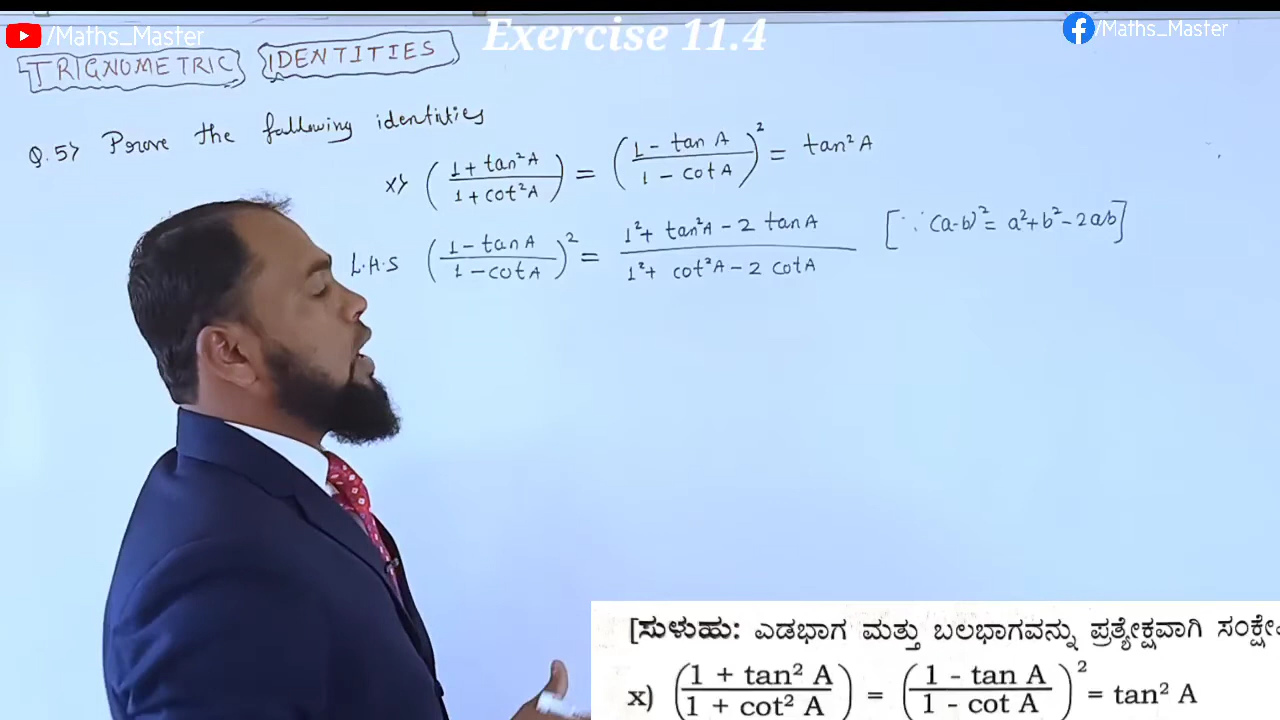 /Maths_Master
Exercise 11.4
/Maths_Master
TRIGNOMETRIC IDENTITIES
Q.5> Prove the following identities
x> ( (1 + tan²A) / (1 + cot²A) ) = ( (1 - tan A) / (1 - cot A) )² = tan²A
L.H.S ( (1 - tan A) / (1 - cot A) )² = (1² + tan²A - 2 tan A) / (1² + cot²A - 2 cot A) [∵ (a-b)² = a² + b² - 2ab]
[ಸುಳುಹು: ಎಡಭಾಗ ಮತ್ತು ಬಲಭಾಗವನ್ನು ಪ್ರತ್ಯೇಕ್ಷವಾಗಿ
x) ( (1 + tan² A) / (1 + cot² A) ) = ( (1 - tan A) / (1 - cot A) )² = tan² A